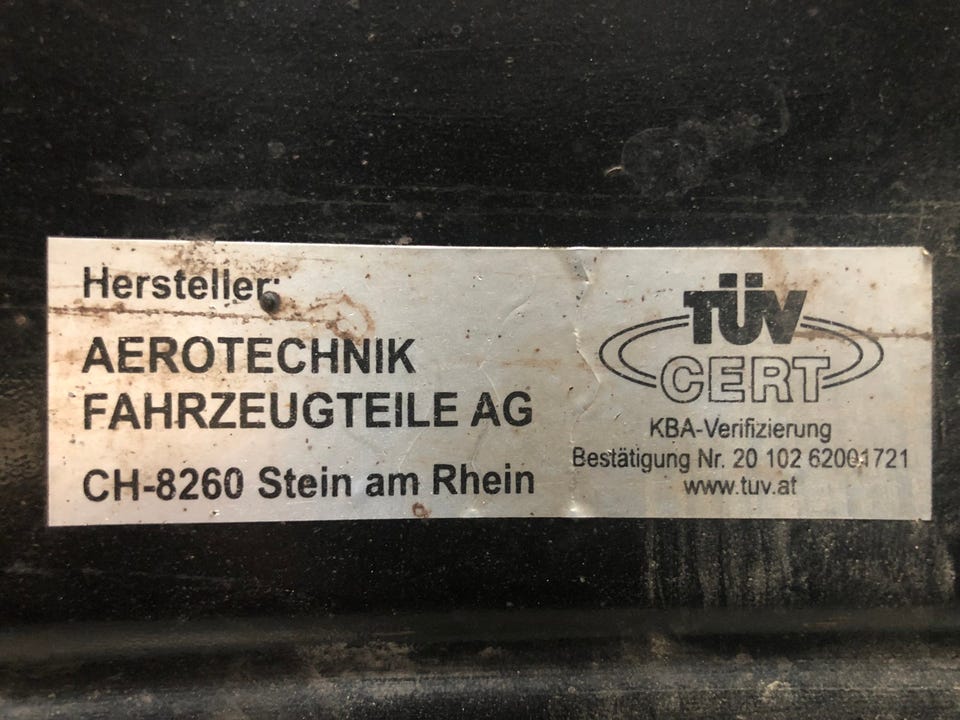 Hersteller:
AEROTECHNIK
FAHRZEUGTEILE AG
CH-8260 Stein am Rhein
TÜV
CERT
KBA-Verifizierung
Bestätigung Nr. 20 102 62001721
www.tuv.at